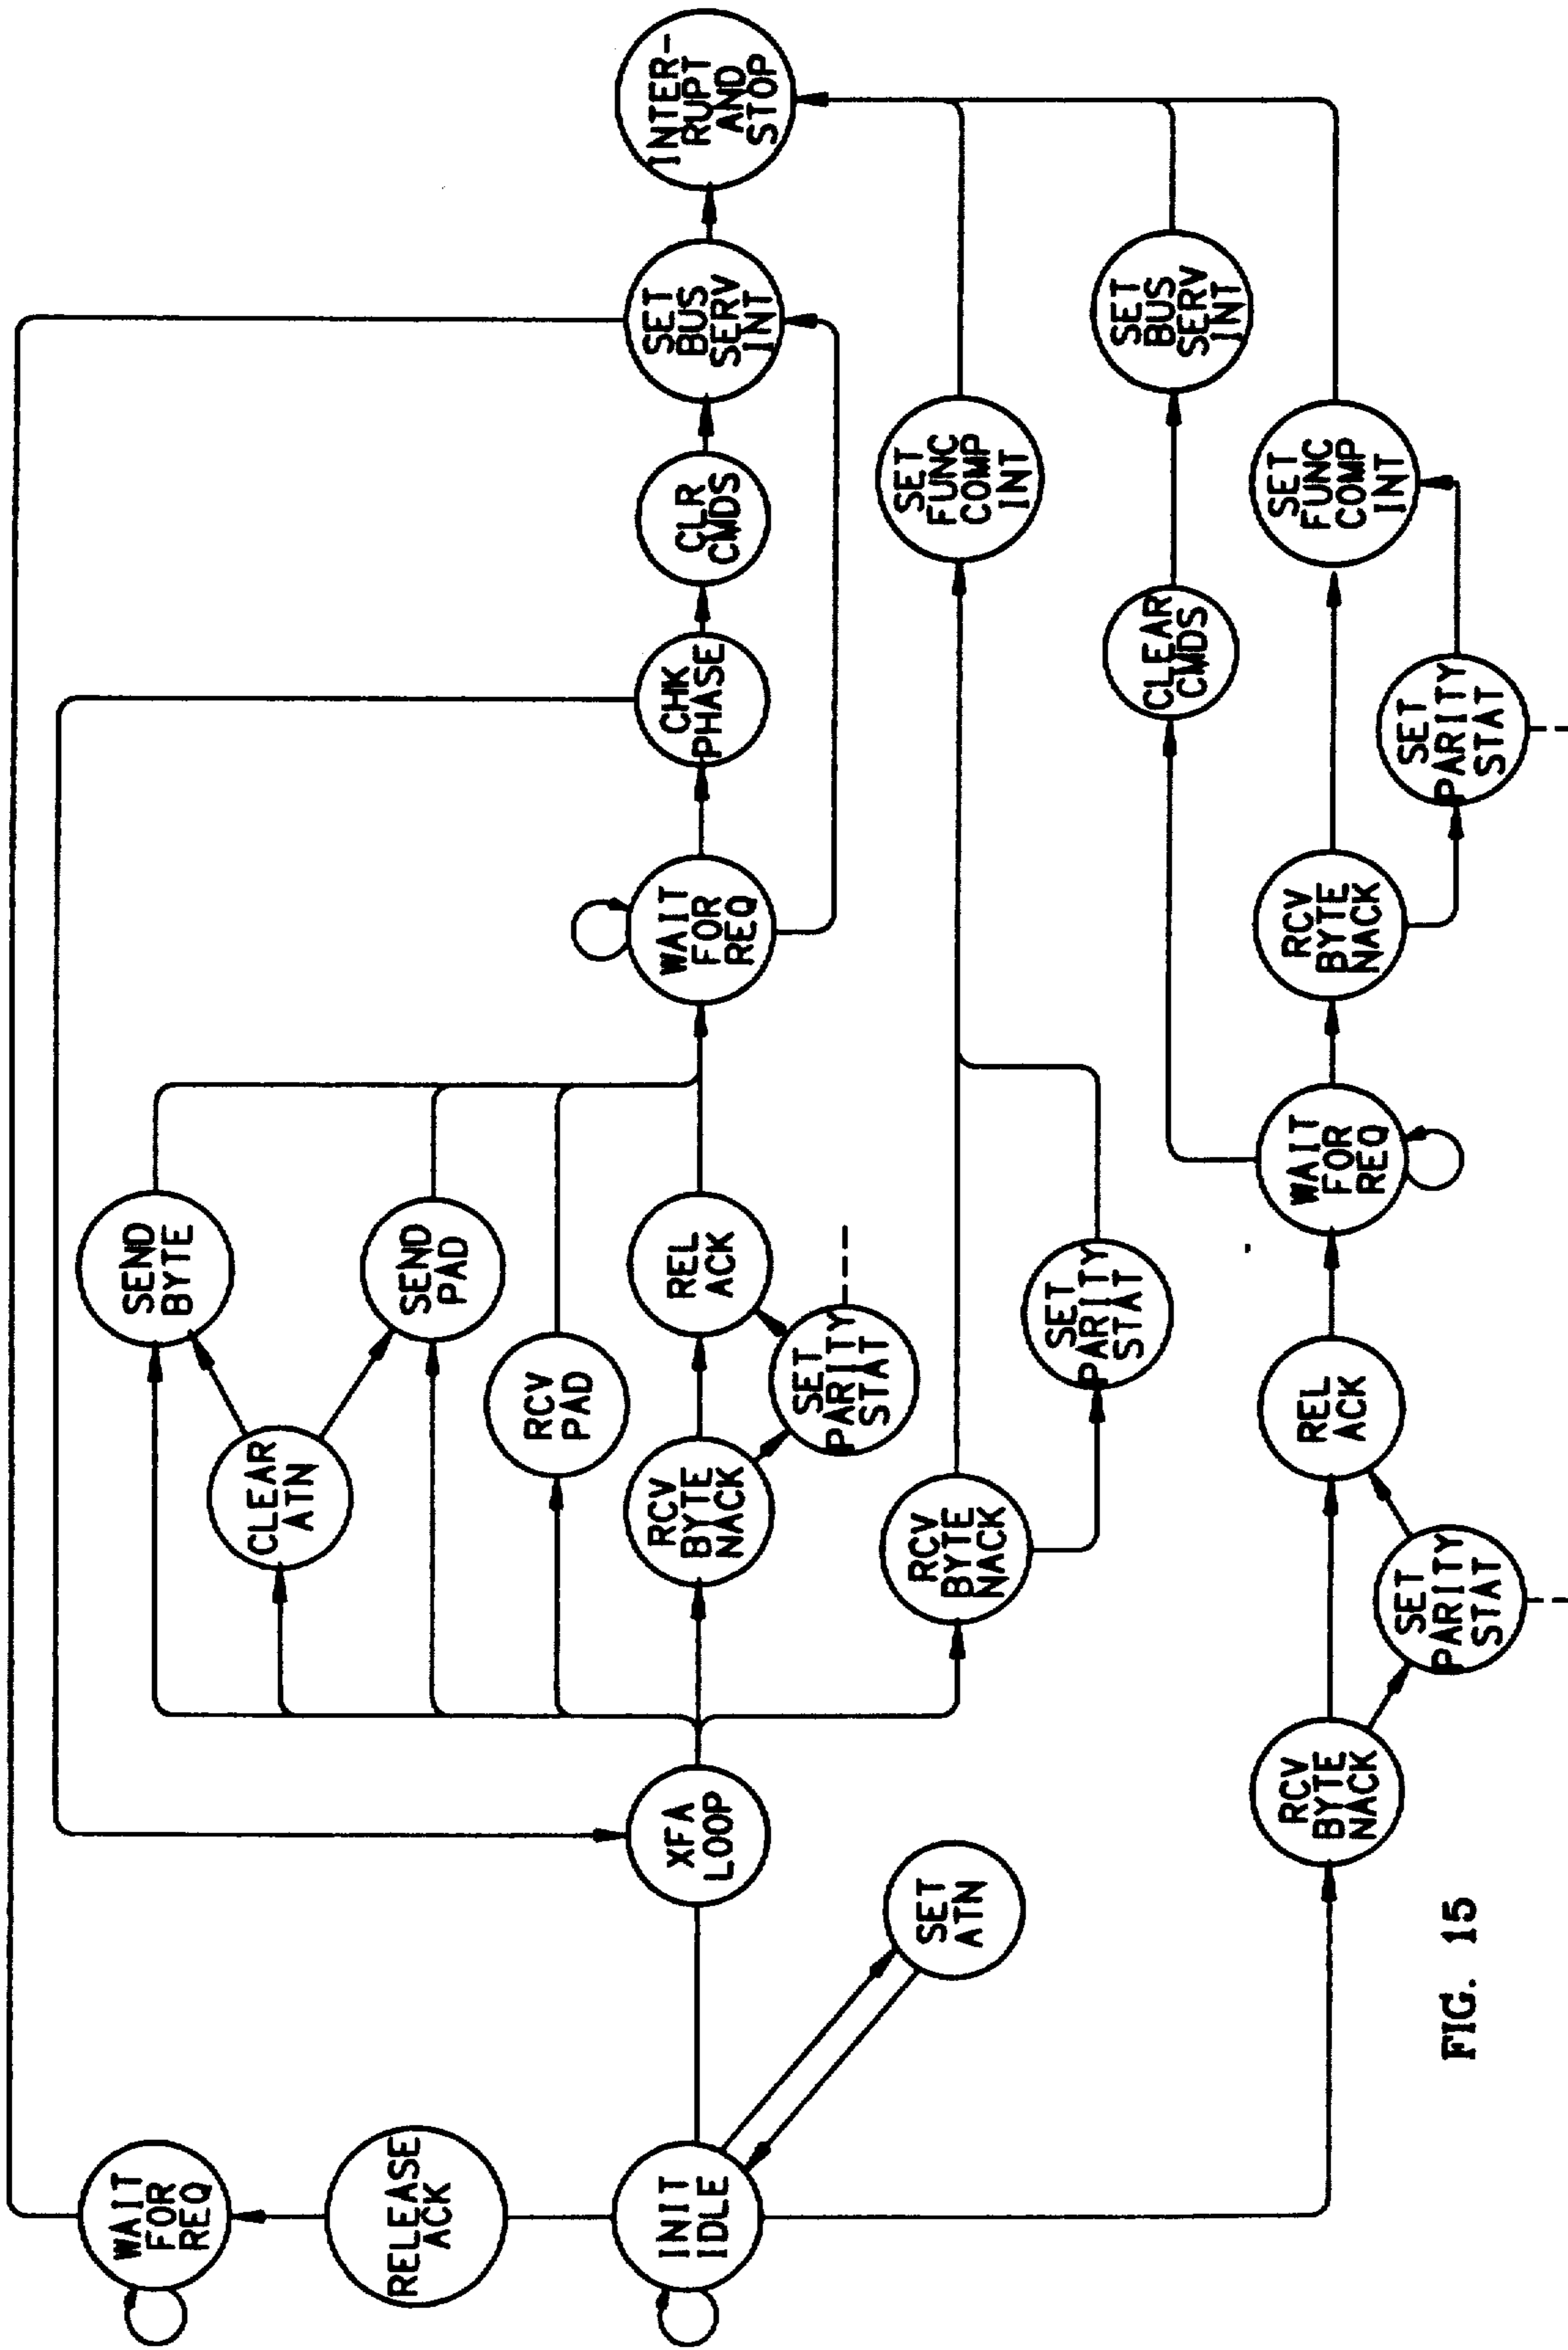 WAIT
FOR
REQ
SEND
BYTE
CLEAR
ATN
RELEASE
ACK
SEND
PAD
RCV
PAD
INIT
IDLE
XFA
LOOP
RCV
BYTE
NACK
REL
ACK
WAIT
FOR
REQ
CHK
PHASE
CLR
CMDS
SET
BUS
SERV
INT
INTER-
RUPT
AND
STOP
SET
PARITY
STAT
SET
ATN
RCV
BYTE
NACK
SET
FUNC
COMP
INT
SET
PARITY
STAT
CLEAR
CMDS
SET
BUS
SERV
INT
RCV
BYTE
NACK
REL
ACK
WAIT
FOR
REQ
RCV
BYTE
NACK
SET
FUNC
COMP
INT
SET
PARITY
STAT
SET
PARITY
STAT
FIG. 15